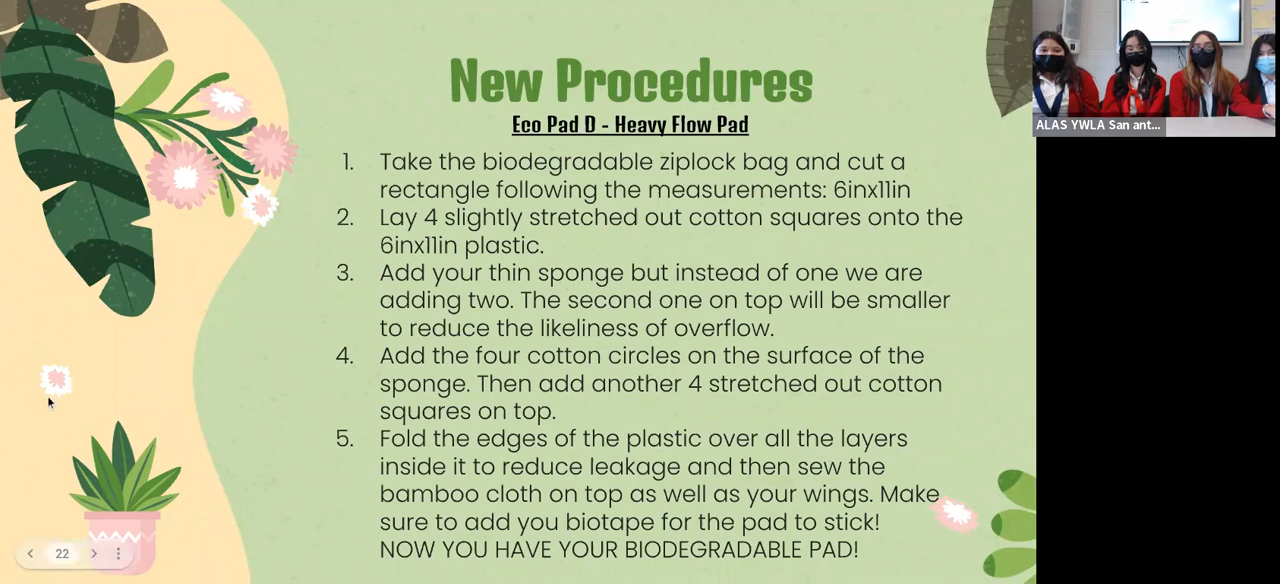 New Procedures
Eco Pad D - Heavy Flow Pad
1. Take the biodegradable ziplock bag and cut a
rectangle following the measurements: 6inx11in
2. Lay 4 slightly stretched out cotton squares onto the
6inx11in plastic.
3. Add your thin sponge but instead of one we are
adding two. The second one on top will be smaller
to reduce the likeliness of overflow.
4. Add the four cotton circles on the surface of the
sponge. Then add another 4 stretched out cotton
squares on top.
5. Fold the edges of the plastic over all the layers
inside it to reduce leakage and then sew the
bamboo cloth on top as well as your wings. Make
sure to add you biotape for the pad to stick!
NOW YOU HAVE YOUR BIODEGRADABLE PAD!
ALAS YWLA San ant...
22